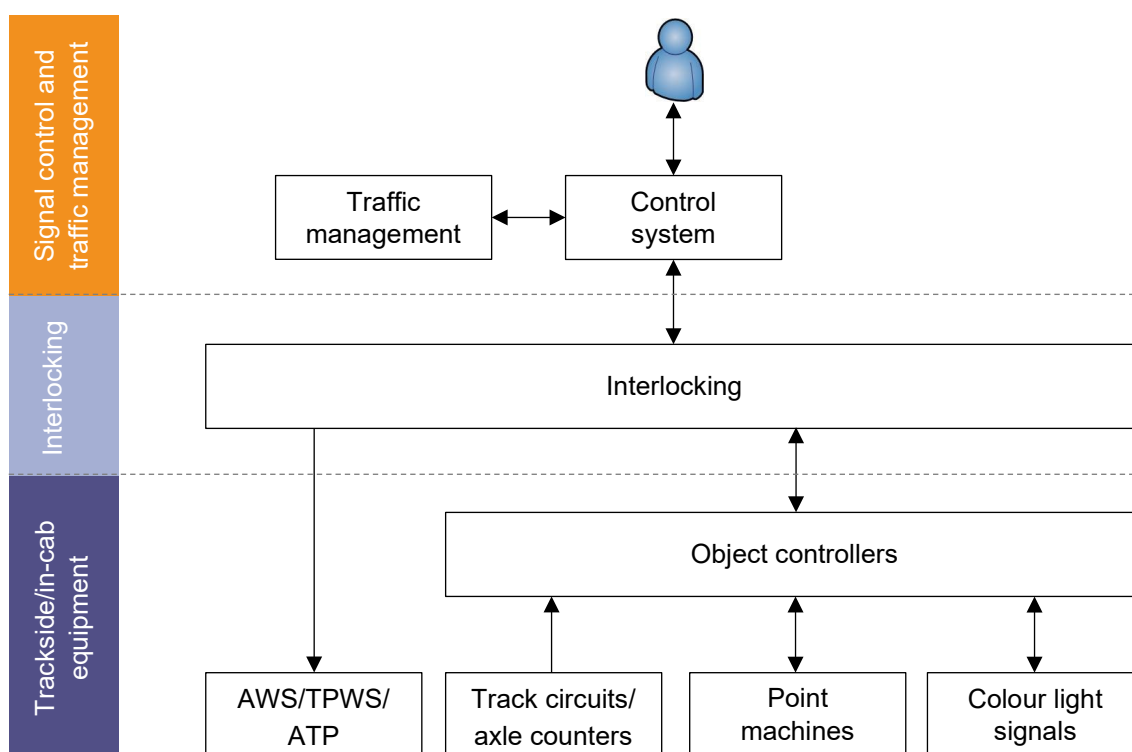 Signal control and
traffic management
Traffic
management
Control
system
Interlocking
Interlocking
Trackside/in-cab
equipment
Object controllers
AWS/TPWS/
ATP
Track circuits/
axle counters
Point
machines
Colour light
signals